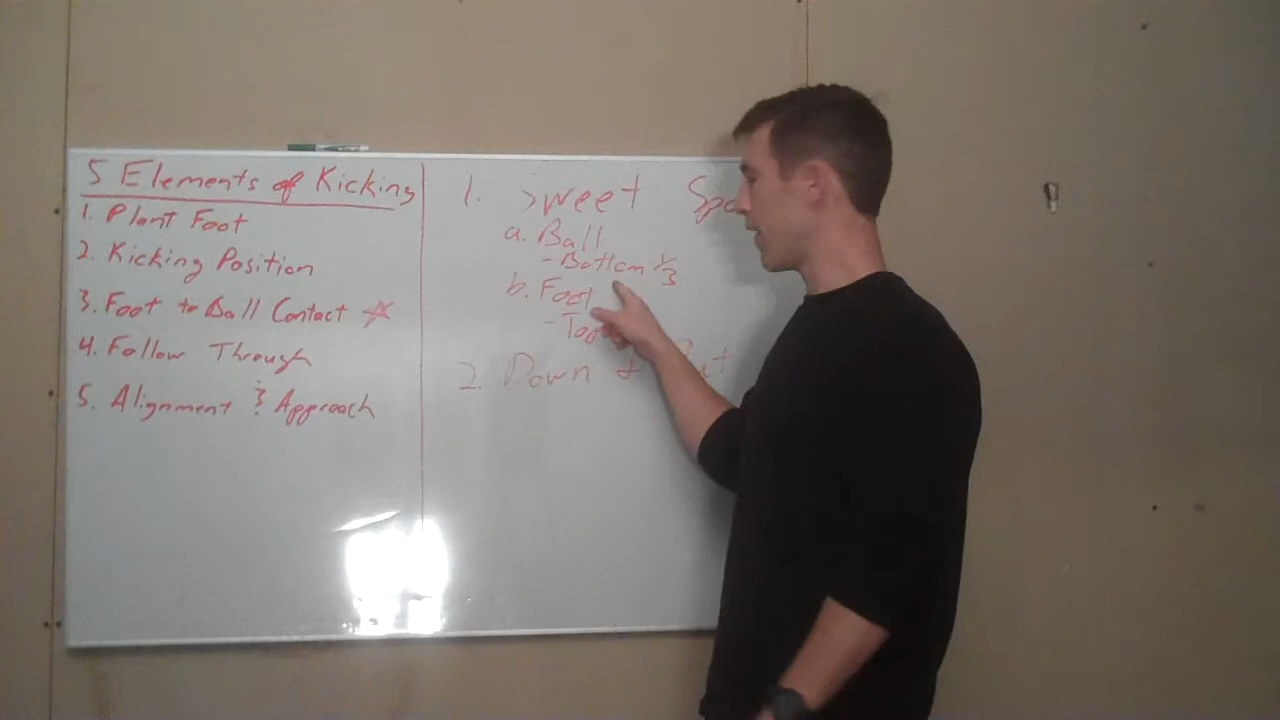 5 Elements of Kicking
1. Plant Foot
2. Kicking Position
3. Foot to Ball Contact
4. Follow Through
5. Alignment & Approach
1. Sweet
a. Ball
- Bottom 1/3
b. Foot
2. Down &